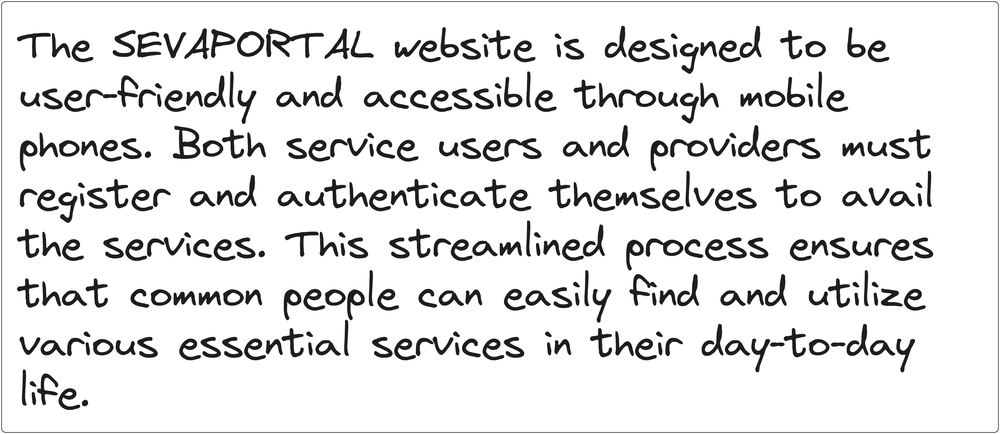 The SEVAPORTAL website is designed to be
user-friendly and accessible through mobile
phones. Both service users and providers must
register and authenticate themselves to avail
the services. This streamlined process ensures
that common people can easily find and utilize
various essential services in their day-to-day
life.